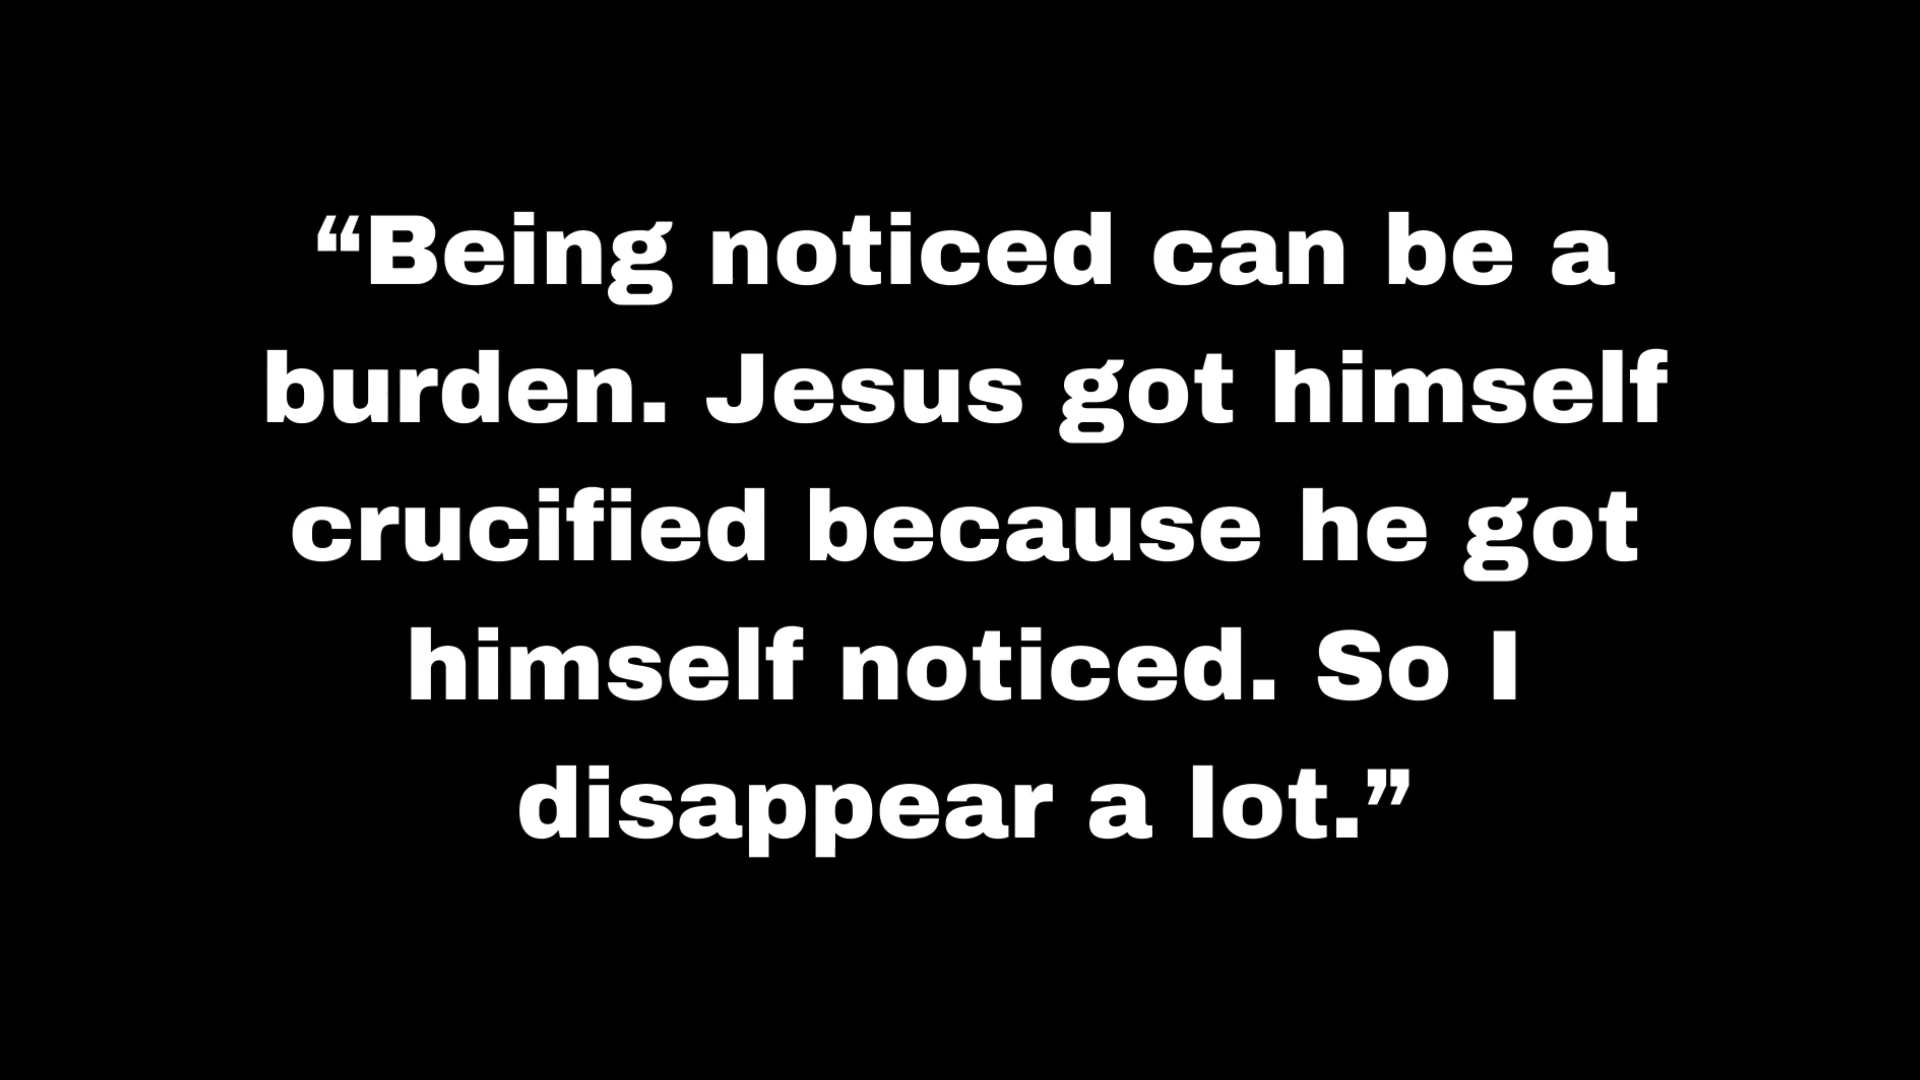 “Being noticed can be a
burden. Jesus got himself
crucified because he got
himself noticed. So I
disappear a lot.”